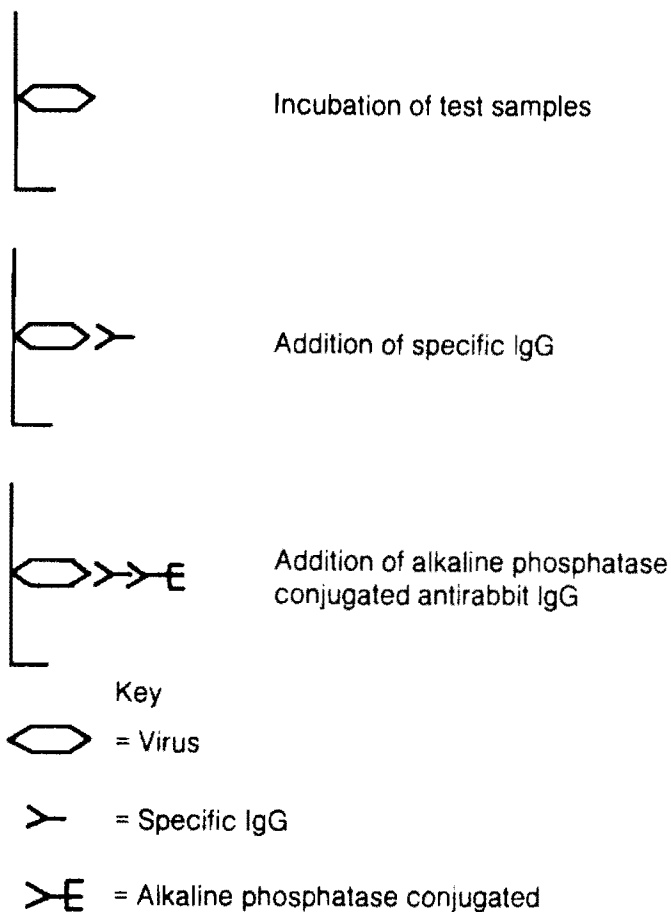 Incubation of test samples
Addition of specific IgG
Addition of alkaline phosphatase
conjugated antirabbit IgG
Key
= Virus
= Specific IgG
= Alkaline phosphatase conjugated